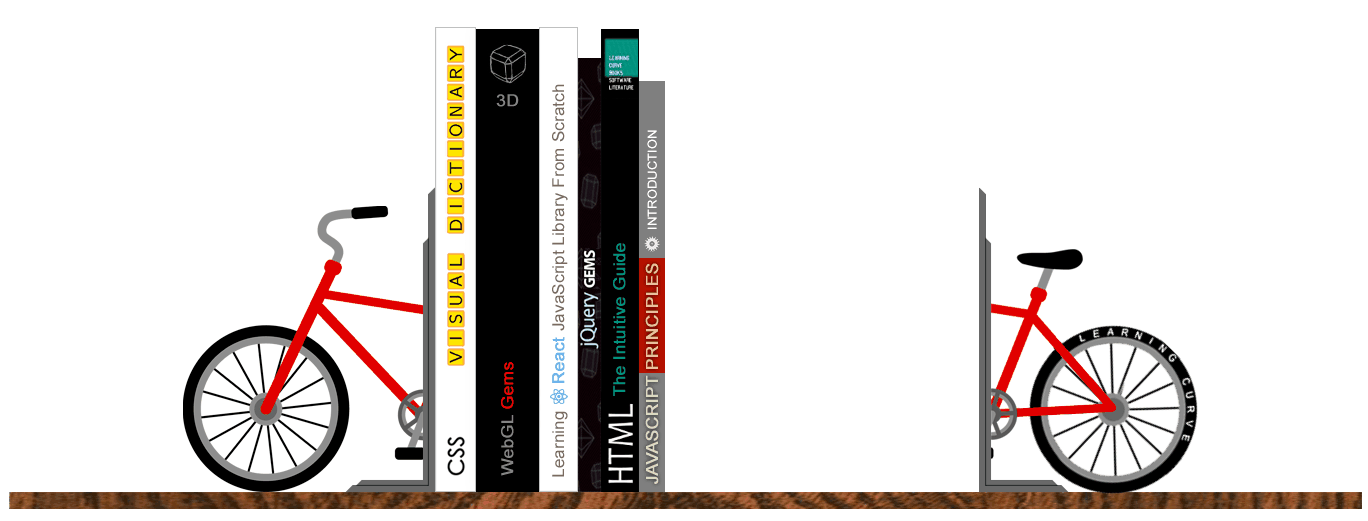 CSS VISUAL DICTIONARY
3D
WebGL Gems
Learning React JavaScript Library From Scratch
jQuery GEMS
LEARNING
CURVE
BOOKS
SOFTWARE
LITERATURE
HTML The Intuitive Guide
JAVASCRIPT PRINCIPLES INTRODUCTION
LEARNING CURVE